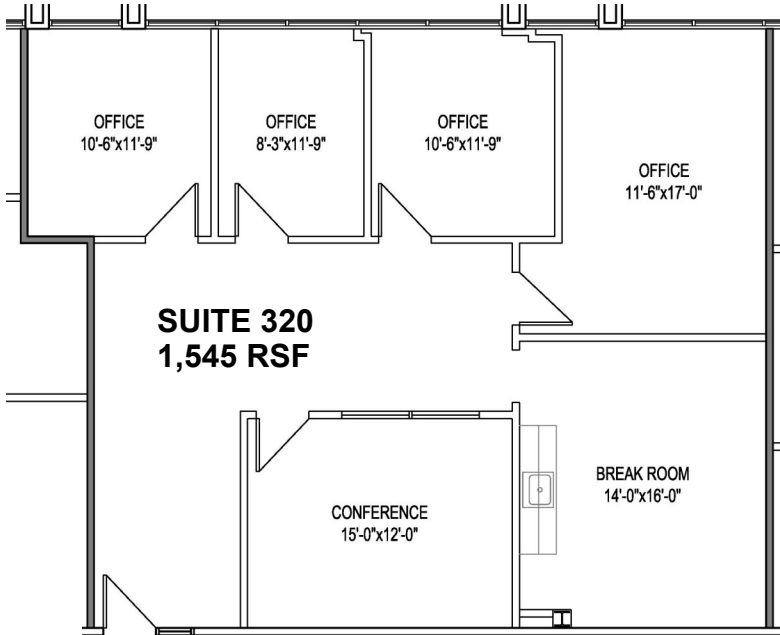 OFFICE
10'-6"x11'-9"
OFFICE
8'-3"x11'-9"
OFFICE
10'-6"x11'-9"
OFFICE
11'-6"x17'-0"
SUITE 320
1,545 RSF
CONFERENCE
15'-0"x12'-0"
BREAK ROOM
14'-0"x16'-0"